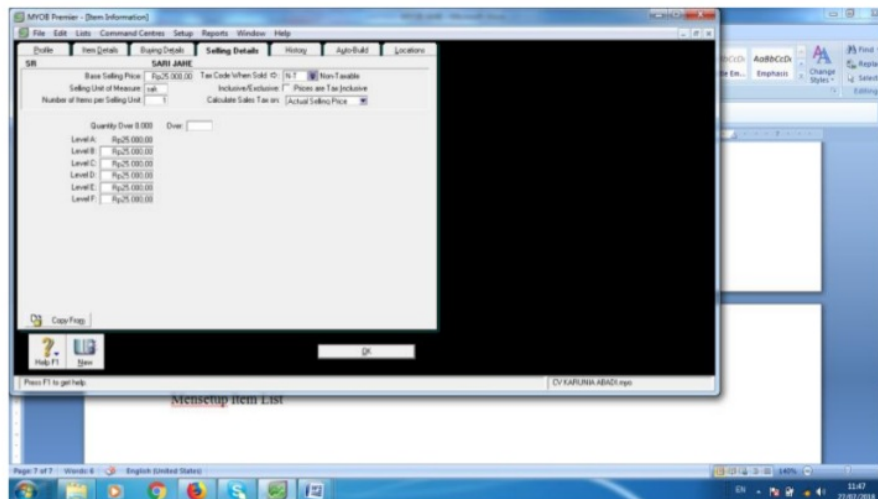 MYOB Premier - [Item Information]
File Edit Lists Command Centres Setup Reports Window Help
Profile Item Details Buying Details Selling Details History Auto-Build Locations
SR SARI JAHE
Base Selling Price: Rp25.000,00 Tax Code When Sold N-T Non-Taxable
Selling Unit of Measure: sak Inclusive/Exclusive: Prices are Tax Inclusive
Number of Items per Selling Unit: 1 Calculate Sales Tax on: Actual Selling Price
Quantity Over 0.000 Over:
Level A: Rp25.000,00
Level B: Rp25.000,00
Level C: Rp25.000,00
Level D: Rp25.000,00
Level E: Rp25.000,00
Level F: Rp25.000,00
Copy From
Help F1 New OK
Press F1 to get help. CV KARUNIA ABADI.myo
AaBbCcDc
Emphasis
Change Styles
Find
Select
Editing
Mensetup Item List
Page: 7 of 7 Words: 6 English (United States) 140%
EN 11:47